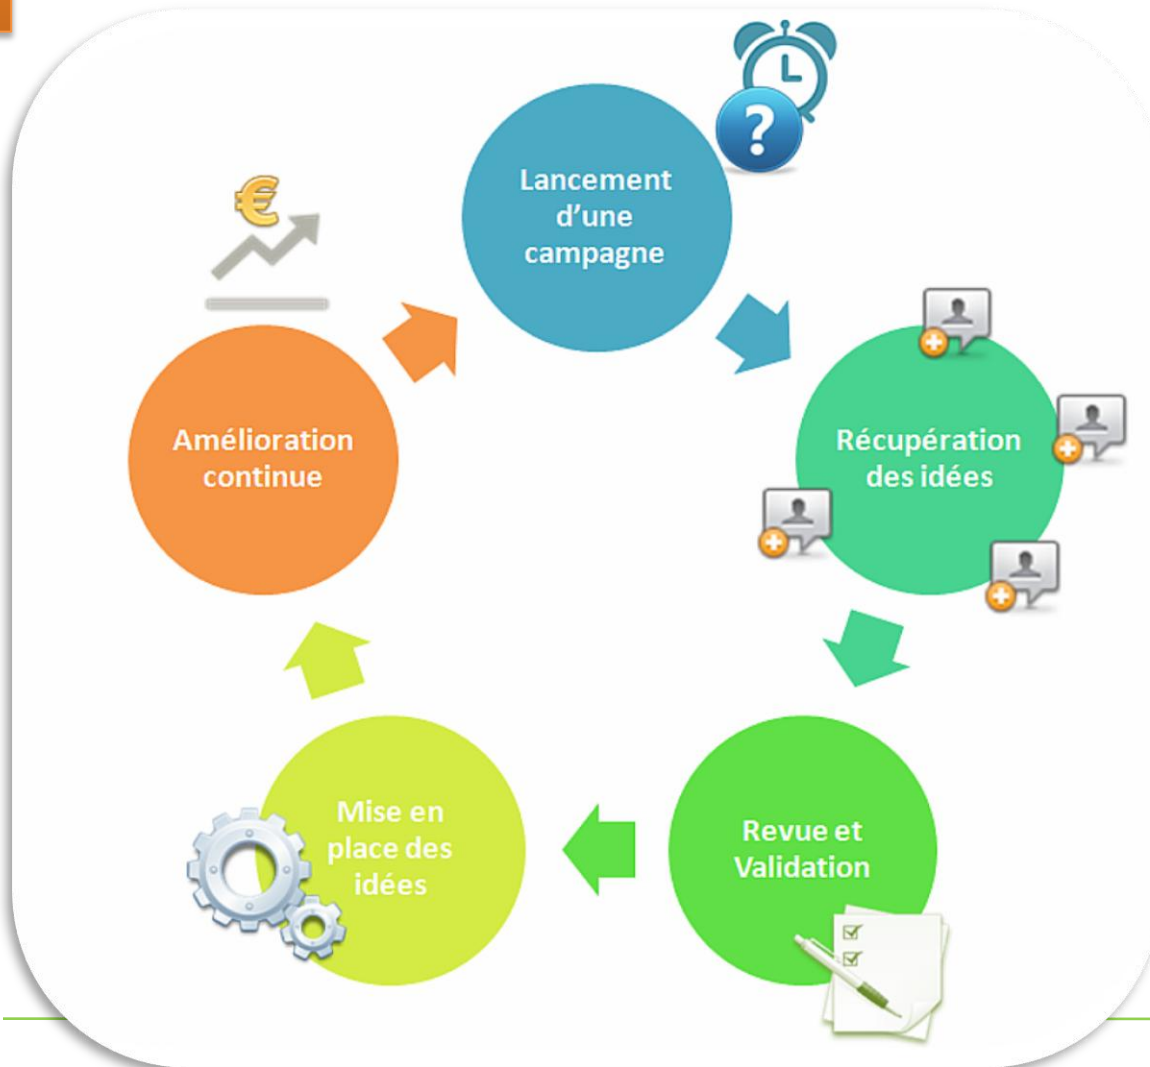 Lancement
d’une
campagne
?
Récupération
des idées
Revue et
Validation
Mise en
place des
idées
Amélioration
continue
€